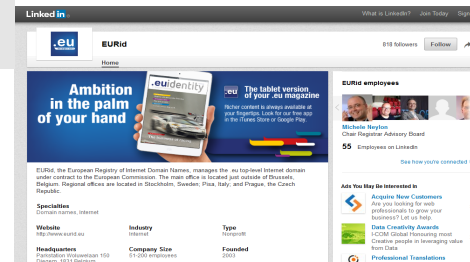 Linked in
What is LinkedIn? Join Today
.eu
EURid
818 followers Follow
Home
Ambition
in the palm
of your hand
.euidentity
.eu The tablet version
of your .eu magazine
Richer content is always available at
your fingertips. Look for our free app
in the iTunes Store or Google Play.
EURid, the European Registry of Internet Domain Names, manages the .eu top-level Internet domain
under contract to the European Commission. The main office is located just outside of Brussels,
Belgium. Regional offices are located in Stockholm, Sweden; Pisa, Italy; and Prague, the Czech
Republic.
Specialties
Domain names, Internet
Website Industry Type
http://www.eurid.eu Internet Nonprofit
Headquarters Company Size Founded
Parkstation Woluwelaan 150 51-200 employees 2003
Diegem, 1831 Belgium
EURid employees
Michele Neylon
Chair Registrar Advisory Board
55 Employees on LinkedIn
See how you're connected
Ads You May Be Interested In
Acquire New Customers
Are you looking for web
professionals to grow your
business? Let us help.
Data Creativity Awards
I-COM Global Honouring most
Creative people in leveraging value
from Data
Professional Translations